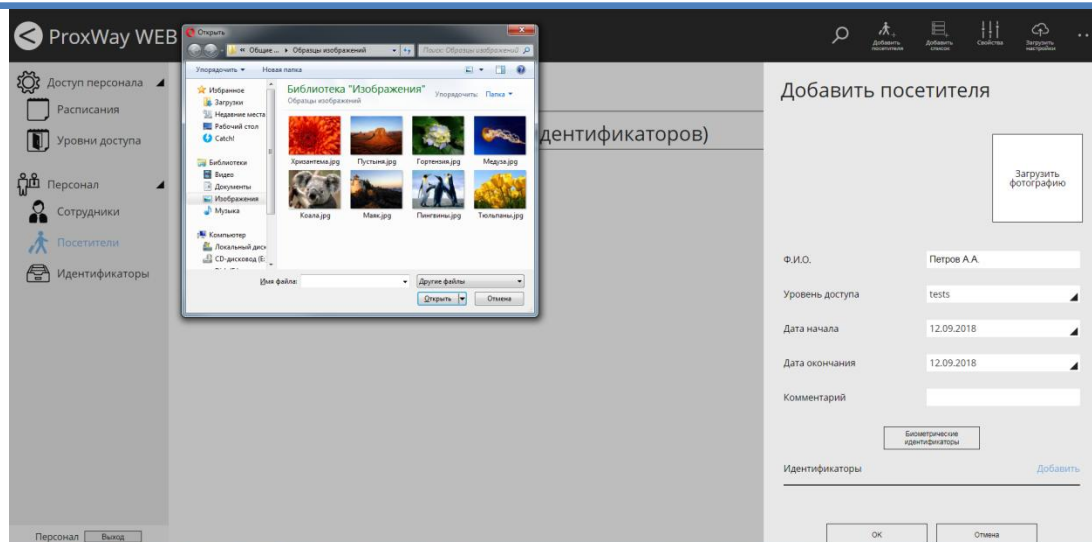 ProxWay WEB
Добавить посетителя
Добавить список
Свойства
Загрузить настройки
Доступ персонала
Расписания
Уровни доступа
Персонал
Сотрудники
Посетители
Идентификаторы
Персонал
Выход
дентификаторов)
Открыть
« Общие ... ▸ Образцы изображений
Поиск: Образцы изображений
Упорядочить
Новая папка
Избранное
Загрузки
Недавние места
Рабочий стол
Catch!
Библиотеки
Видео
Документы
Изображения
Музыка
Компьютер
Локальный диск
CD-дисковод (E:
Библиотека "Изображения"
Образцы изображений
Упорядочить: Папка
Хризантема.jpg
Пустыня.jpg
Гортензия.jpg
Медуза.jpg
Коала.jpg
Маяк.jpg
Пингвины.jpg
Тюльпаны.jpg
Имя файла:
Другие файлы
Открыть
Отмена
Добавить посетителя
Загрузить
фотографию
Ф.И.О. Петров А.А.
Уровень доступа tests
Дата начала 12.09.2018
Дата окончания 12.09.2018
Комментарий
Биометрические
идентификаторы
Идентификаторы Добавить
ОК
Отмена